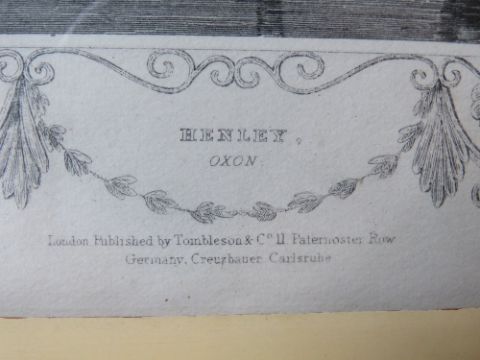 HENLEY,
OXON.
London Published by Tombleson & Co. 11. Paternoster Row
Germany, Creuzbauer Carlsruhe